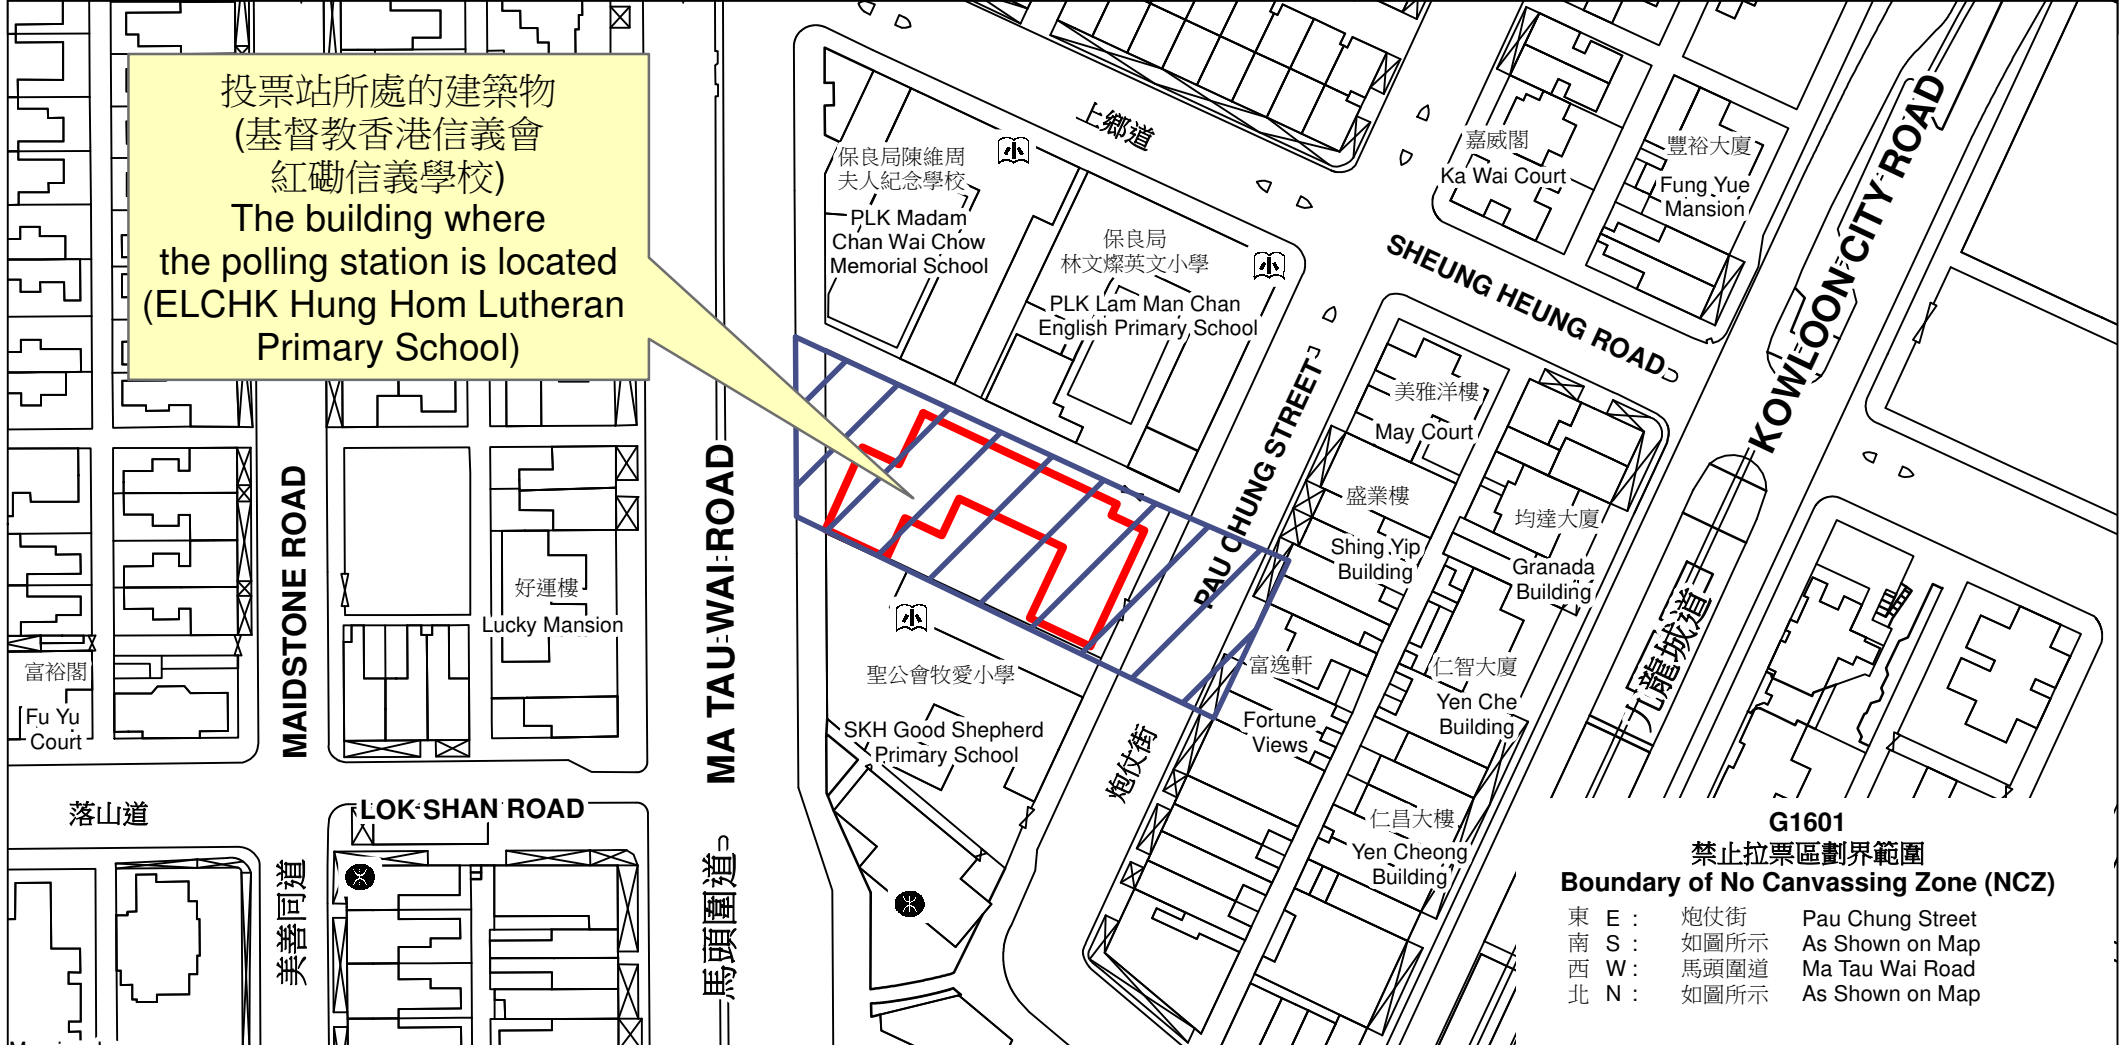 投票站所處的建築物
(基督教香港信義會
紅磡信義學校)
The building where
the polling station is located
(ELCHK Hung Hom Lutheran
Primary School)
上鄉道
保良局陳維周
夫人紀念學校
PLK Madam
Chan Wai Chow
Memorial School
小
保良局
林文燦英文小學
小
PLK Lam Man Chan
English Primary School
嘉威閣
Ka Wai Court
豐裕大廈
Fung Yue
Mansion
SHEUNG HEUNG ROAD
KOWLOON CITY ROAD
美雅洋樓
May Court
PAU CHUNG STREET
盛業樓
Shing Yip
Building
均達大廈
Granada
Building
MAIDSTONE ROAD
MA TAU WAI ROAD
好運樓
Lucky Mansion
小
聖公會牧愛小學
SKH Good Shepherd
Primary School
富裕閣
Fu Yu
Court
富逸軒
Fortune
Views
仁智大廈
Yen Che
Building
九龍城道
炮仗街
落山道
LOK SHAN ROAD
仁昌大樓
Yen Cheong
Building
美善同道
馬頭圍道
G1601
禁止拉票區劃界範圍
Boundary of No Canvassing Zone (NCZ)
東 E : 炮仗街 Pau Chung Street
南 S : 如圖所示 As Shown on Map
西 W : 馬頭圍道 Ma Tau Wai Road
北 N : 如圖所示 As Shown on Map